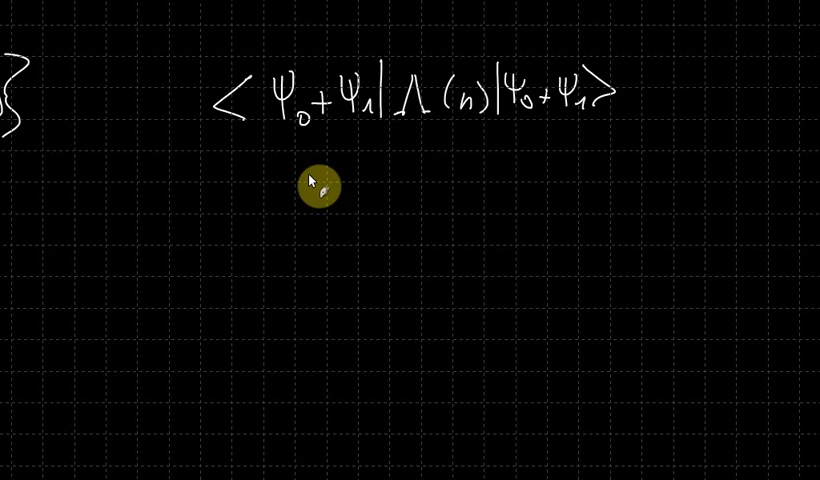 } < Ψ₀ + Ψ₁ | Λ (n) | Ψ₀ + Ψ₁ >